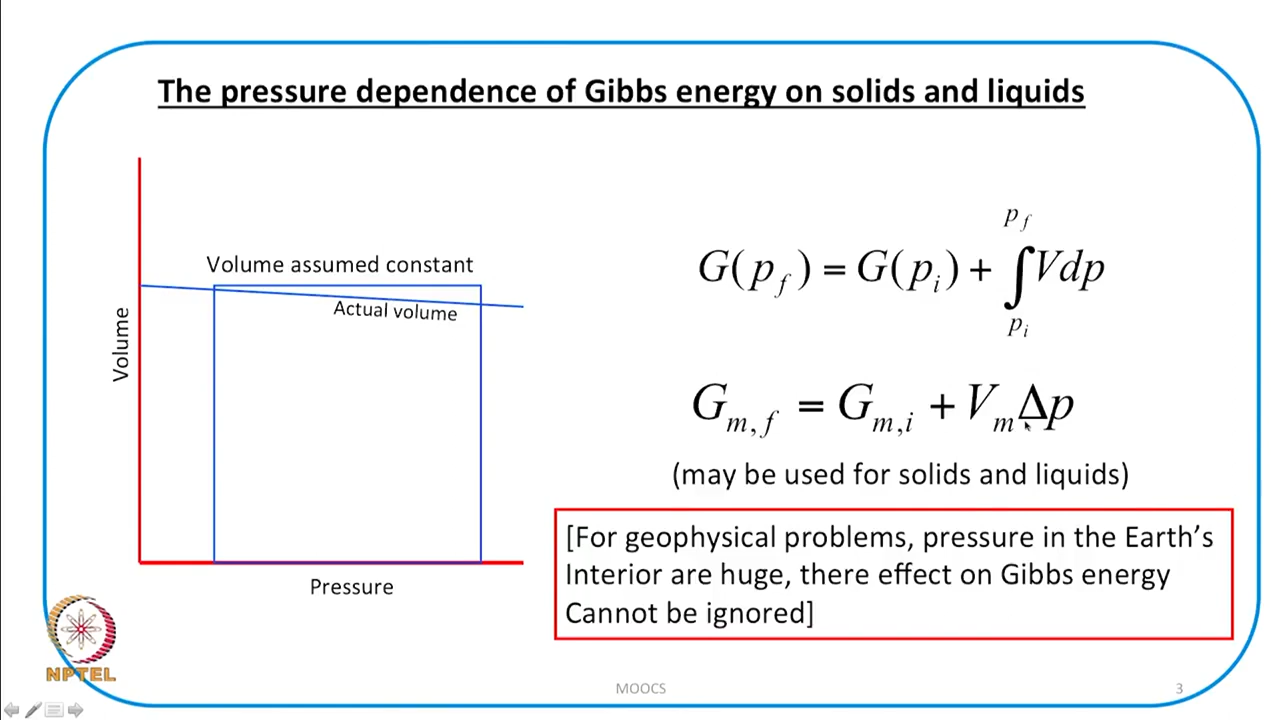 The pressure dependence of Gibbs energy on solids and liquids
Volume assumed constant
Actual volume
Volume
Pressure
G(p_f) = G(p_i) + ∫_{p_i}^{p_f} Vdp
G_{m,f} = G_{m,i} + V_m Δp
(may be used for solids and liquids)
[For geophysical problems, pressure in the Earth’s
Interior are huge, there effect on Gibbs energy
Cannot be ignored]
NPTEL
MOOCS
3